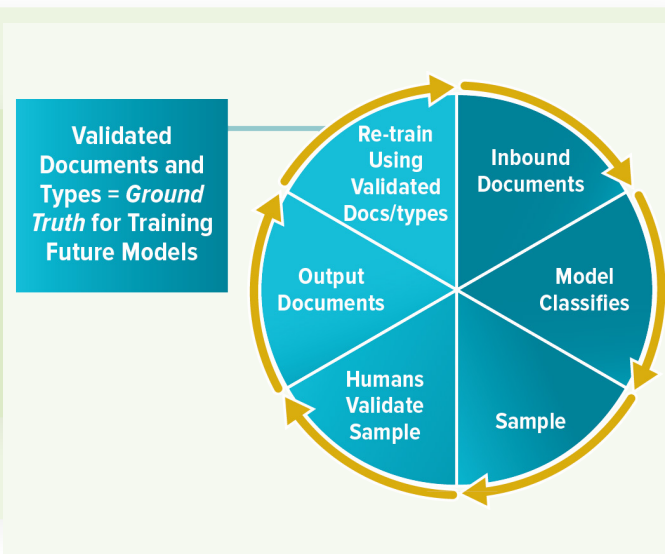 Validated
Documents and
Types = Ground
Truth for Training
Future Models
Re-train
Using
Validated
Docs/types
Inbound
Documents
Model
Classifies
Sample
Humans
Validate
Sample
Output
Documents